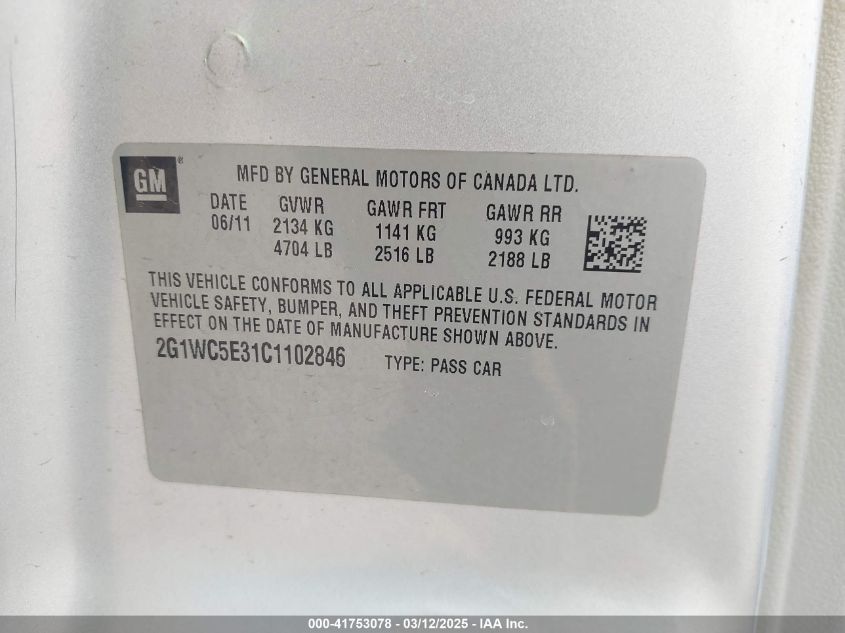 GM®
MFD BY GENERAL MOTORS OF CANADA LTD.
DATE GVWR GAWR FRT GAWR RR
06/11 2134 KG 1141 KG 993 KG
4704 LB 2516 LB 2188 LB
THIS VEHICLE CONFORMS TO ALL APPLICABLE U.S. FEDERAL MOTOR
VEHICLE SAFETY, BUMPER, AND THEFT PREVENTION STANDARDS IN
EFFECT ON THE DATE OF MANUFACTURE SHOWN ABOVE.
2G1WC5E31C1102846 TYPE: PASS CAR
000-41753078 - 03/12/2025 - IAA Inc.